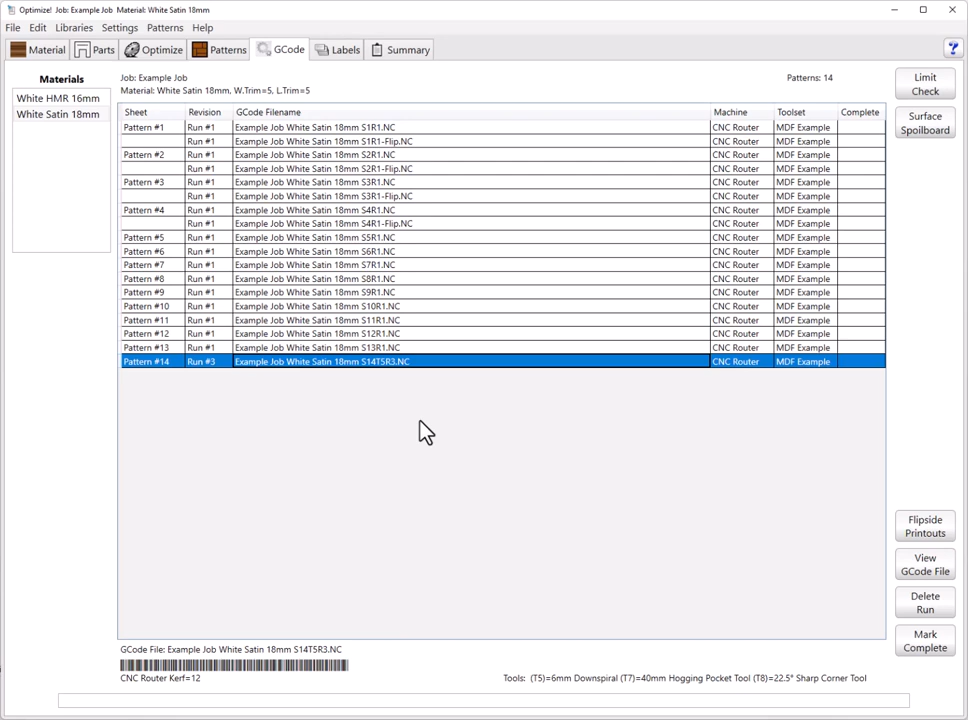 Optimize! Job: Example Job Material: White Satin 18mm
File Edit Libraries Settings Patterns Help
Material Parts Optimize Patterns GCode Labels Summary ?
Materials
White HMR 16mm
White Satin 18mm
Job: Example Job
Material: White Satin 18mm, W.Trim=5, L.Trim=5
Patterns: 14
Sheet Revision GCode Filename Machine Toolset Complete
Pattern #1 Run #1 Example Job White Satin 18mm S1R1.NC CNC Router MDF Example
Run #1 Example Job White Satin 18mm S1R1-Flip.NC CNC Router MDF Example
Pattern #2 Run #1 Example Job White Satin 18mm S2R1.NC CNC Router MDF Example
Run #1 Example Job White Satin 18mm S2R1-Flip.NC CNC Router MDF Example
Pattern #3 Run #1 Example Job White Satin 18mm S3R1.NC CNC Router MDF Example
Run #1 Example Job White Satin 18mm S3R1-Flip.NC CNC Router MDF Example
Pattern #4 Run #1 Example Job White Satin 18mm S4R1.NC CNC Router MDF Example
Run #1 Example Job White Satin 18mm S4R1-Flip.NC CNC Router MDF Example
Pattern #5 Run #1 Example Job White Satin 18mm S5R1.NC CNC Router MDF Example
Pattern #6 Run #1 Example Job White Satin 18mm S6R1.NC CNC Router MDF Example
Pattern #7 Run #1 Example Job White Satin 18mm S7R1.NC CNC Router MDF Example
Pattern #8 Run #1 Example Job White Satin 18mm S8R1.NC CNC Router MDF Example
Pattern #9 Run #1 Example Job White Satin 18mm S9R1.NC CNC Router MDF Example
Pattern #10 Run #1 Example Job White Satin 18mm S10R1.NC CNC Router MDF Example
Pattern #11 Run #1 Example Job White Satin 18mm S11R1.NC CNC Router MDF Example
Pattern #12 Run #1 Example Job White Satin 18mm S12R1.NC CNC Router MDF Example
Pattern #13 Run #1 Example Job White Satin 18mm S13R1.NC CNC Router MDF Example
Pattern #14 Run #3 Example Job White Satin 18mm S14T5R3.NC CNC Router MDF Example
Limit
Check
Surface
Spoilboard
Flipside
Printouts
View
GCode File
Delete
Run
Mark
Complete
GCode File: Example Job White Satin 18mm S14T5R3.NC
CNC Router Kerf=12
Tools: (T5)=6mm Downspiral (T7)=40mm Hogging Pocket Tool (T8)=22.5° Sharp Corner Tool